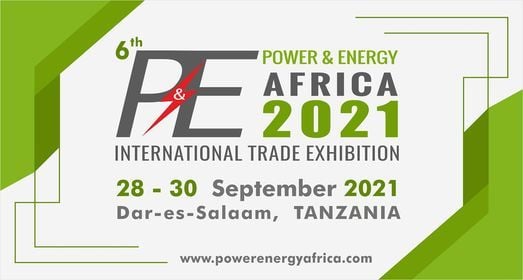 6th
P&E
POWER & ENERGY
AFRICA
2021
INTERNATIONAL TRADE EXHIBITION
28 - 30 September 2021
Dar-es-Salaam, TANZANIA
www.powerenergyafrica.com